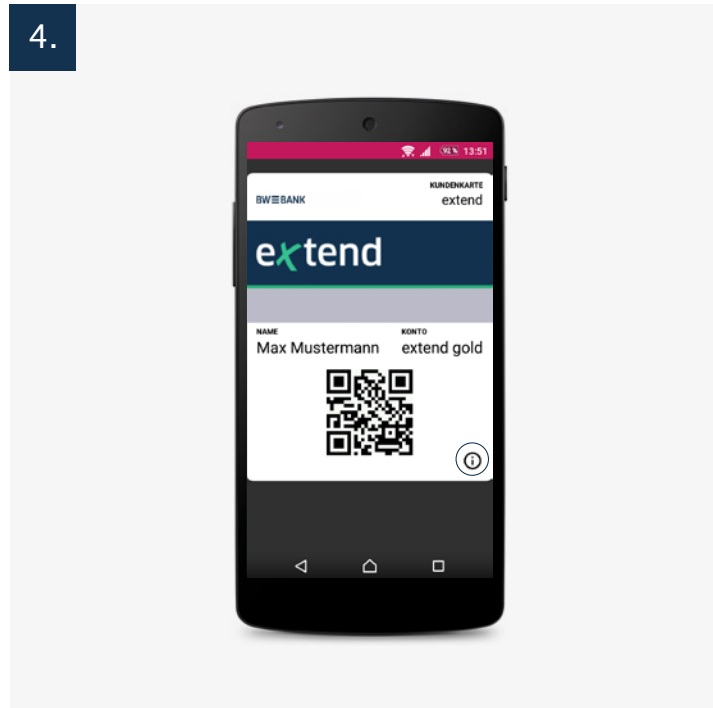 4.
92% 13:51
KUNDENKARTE
BW BANK extend
extend
NAME KONTO
Max Mustermann extend gold